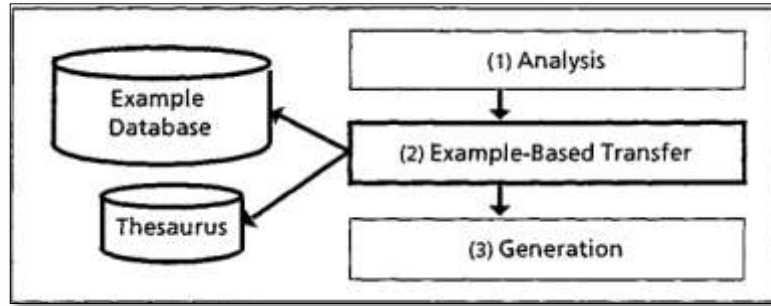 Example
Database
Thesaurus
(1) Analysis
(2) Example-Based Transfer
(3) Generation